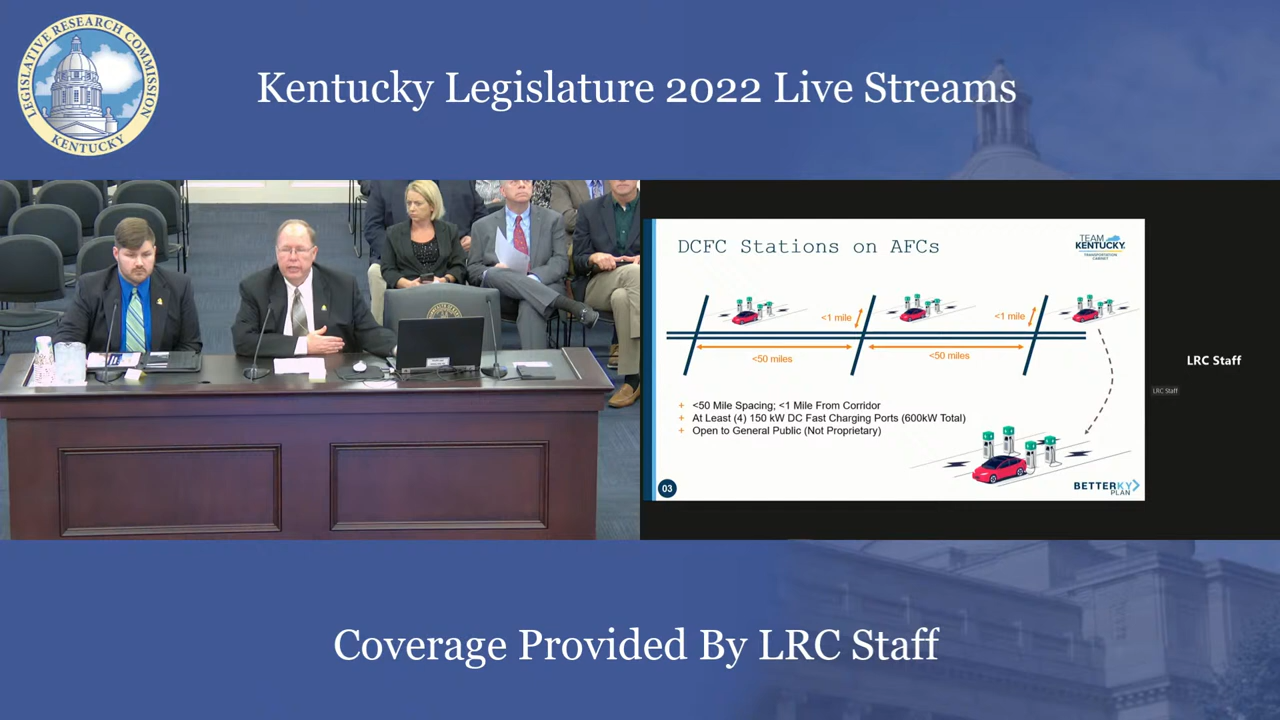 LEGISLATIVE RESEARCH COMMISSION
KENTUCKY
Kentucky Legislature 2022 Live Streams
DCFC Stations on AFCs
TEAM
KENTUCKY
TRANSPORTATION
CABINET
<1 mile
<1 mile
<50 miles
<50 miles
+ <50 Mile Spacing; <1 Mile From Corridor
+ At Least (4) 150 kW DC Fast Charging Ports (600kW Total)
+ Open to General Public (Not Proprietary)
03
BETTERKY
PLAN
LRC Staff
LRC Staff
Coverage Provided By LRC Staff